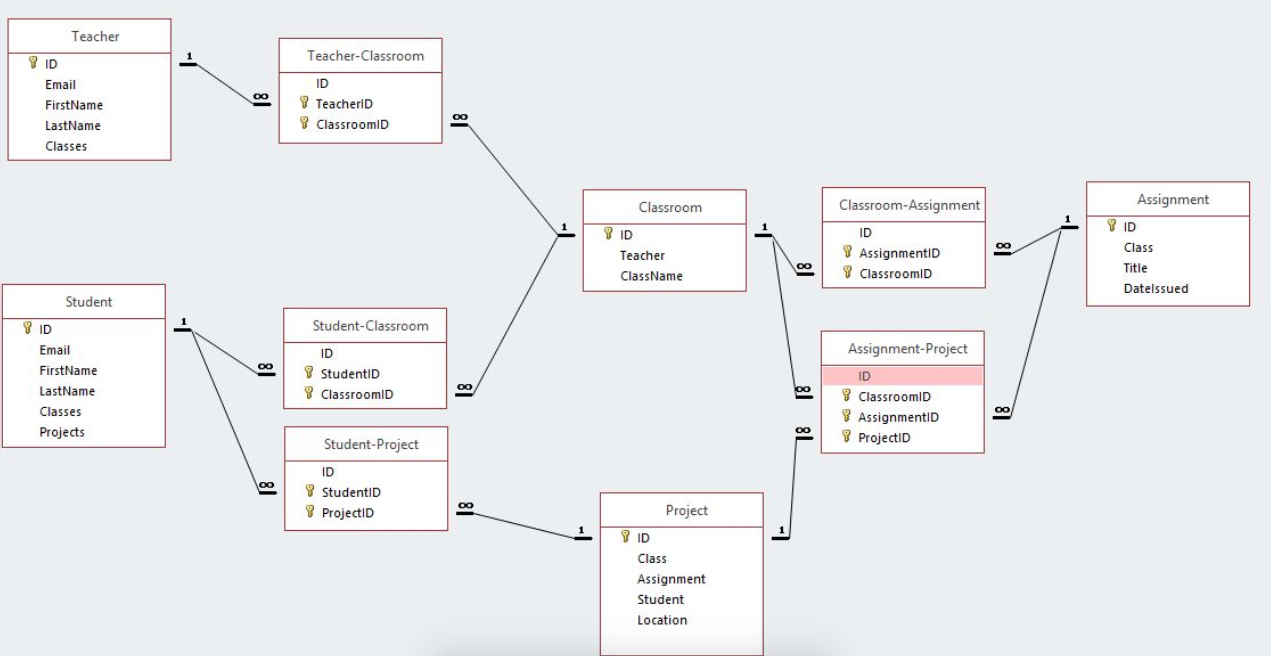 Teacher
ID
Email
FirstName
LastName
Classes
1
∞
Teacher-Classroom
ID
TeacherID
ClassroomID
∞
Student
ID
Email
FirstName
LastName
Classes
Projects
1
∞
∞
Student-Classroom
ID
StudentID
ClassroomID
∞
Student-Project
ID
StudentID
ProjectID
∞
1
Classroom
ID
Teacher
ClassName
1
1
Project
ID
Class
Assignment
Student
Location
1
∞
Classroom-Assignment
ID
AssignmentID
ClassroomID
∞
∞
∞
Assignment-Project
ID
ClassroomID
AssignmentID
ProjectID
∞
1
Assignment
ID
Class
Title
DateIssued